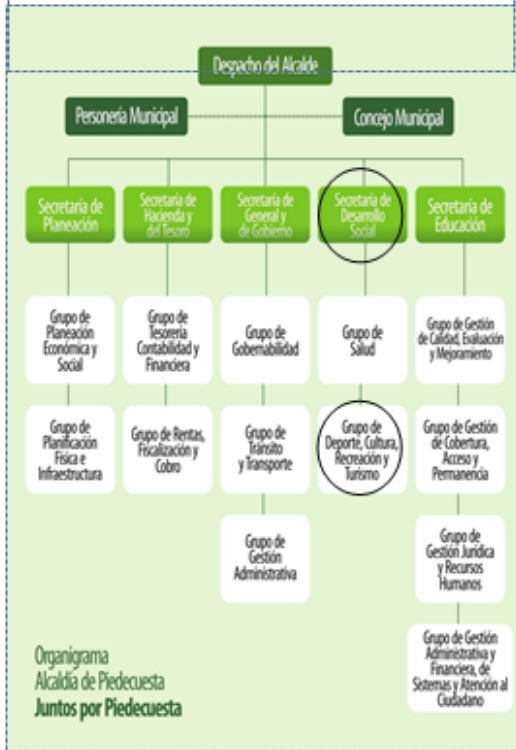 Despacho del Alcalde
Personería Municipal
Concejo Municipal
Secretaría de
Planeación
Secretaría de
Hacienda y
del Tesoro
Secretaría de
General y
de Gobierno
Secretaría de
Desarrollo
Social
Secretaría de
Educación
Grupo de
Planeación
Económica y
Social
Grupo de
Tesorería
Contabilidad y
Financiera
Grupo de
Gobernabilidad
Grupo de
Salud
Grupo de Gestión
de Calidad, Evaluación
y Mejoramiento
Grupo de
Planificación
Física e
Infraestructura
Grupo de Rentas,
Fiscalización y
Cobro
Grupo de
Tránsito
y Transporte
Grupo de
Deporte, Cultura,
Recreación y
Turismo
Grupo de Gestión
de Cobertura,
Acceso y
Permanencia
Grupo de
Gestión
Administrativa
Grupo de
Gestión Jurídica
y Recursos
Humanos
Grupo de Gestión
Administrativa y
Financiera, de
Sistemas y Atención al
Ciudadano
Organigrama
Alcaldía de Piedecuesta
Juntos por Piedecuesta